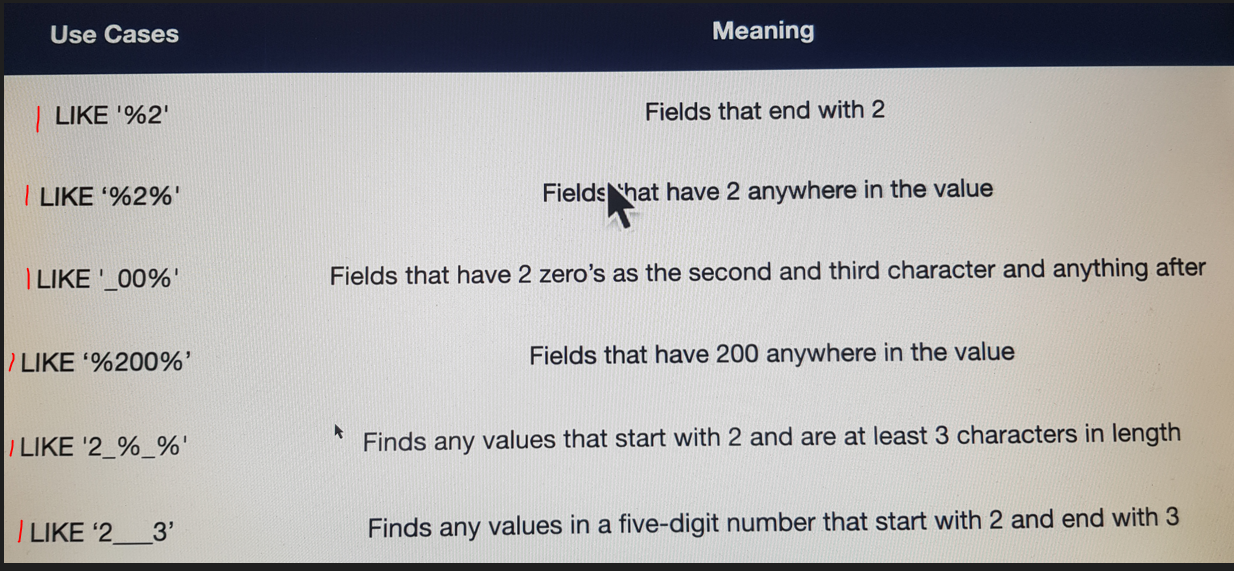 Use Cases Meaning
LIKE '%2' Fields that end with 2
LIKE ‘%2%' Fields that have 2 anywhere in the value
LIKE '_00%' Fields that have 2 zero’s as the second and third character and anything after
LIKE ‘%200%’ Fields that have 200 anywhere in the value
LIKE '2_%_%' Finds any values that start with 2 and are at least 3 characters in length
LIKE ‘2___3’ Finds any values in a five-digit number that start with 2 and end with 3